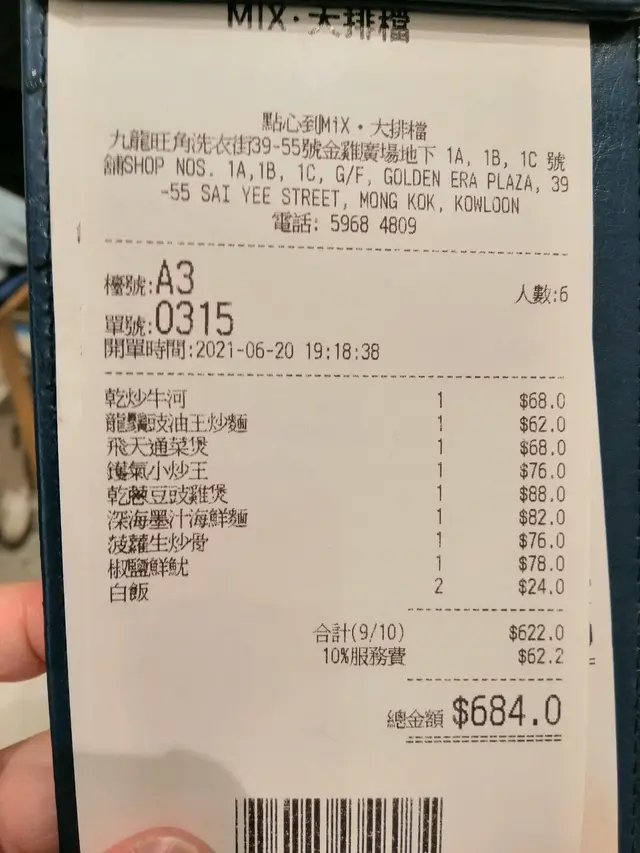 MIX·大排檔
點心到MiX·大排檔
九龍旺角洗衣街39-55號金雞廣場地下 1A, 1B, 1C 號
舖SHOP NOS. 1A,1B, 1C, G/F, GOLDEN ERA PLAZA, 39
-55 SAI YEE STREET, MONG KOK, KOWLOON
電話: 5968 4809
檯號:A3 人數:6
單號:0315
開單時間:2021-06-20 19:18:38
乾炒牛河 1 $68.0
龍鬚豉油王炒麵 1 $62.0
飛天通菜煲 1 $68.0
鑊氣小炒王 1 $76.0
乾蔥豆豉雞煲 1 $88.0
深海墨汁海鮮麵 1 $82.0
菠蘿生炒骨 1 $76.0
椒鹽鮮魷 1 $78.0
白飯 2 $24.0
合計(9/10) $622.0
10%服務費 $62.2
總金額 $684.0